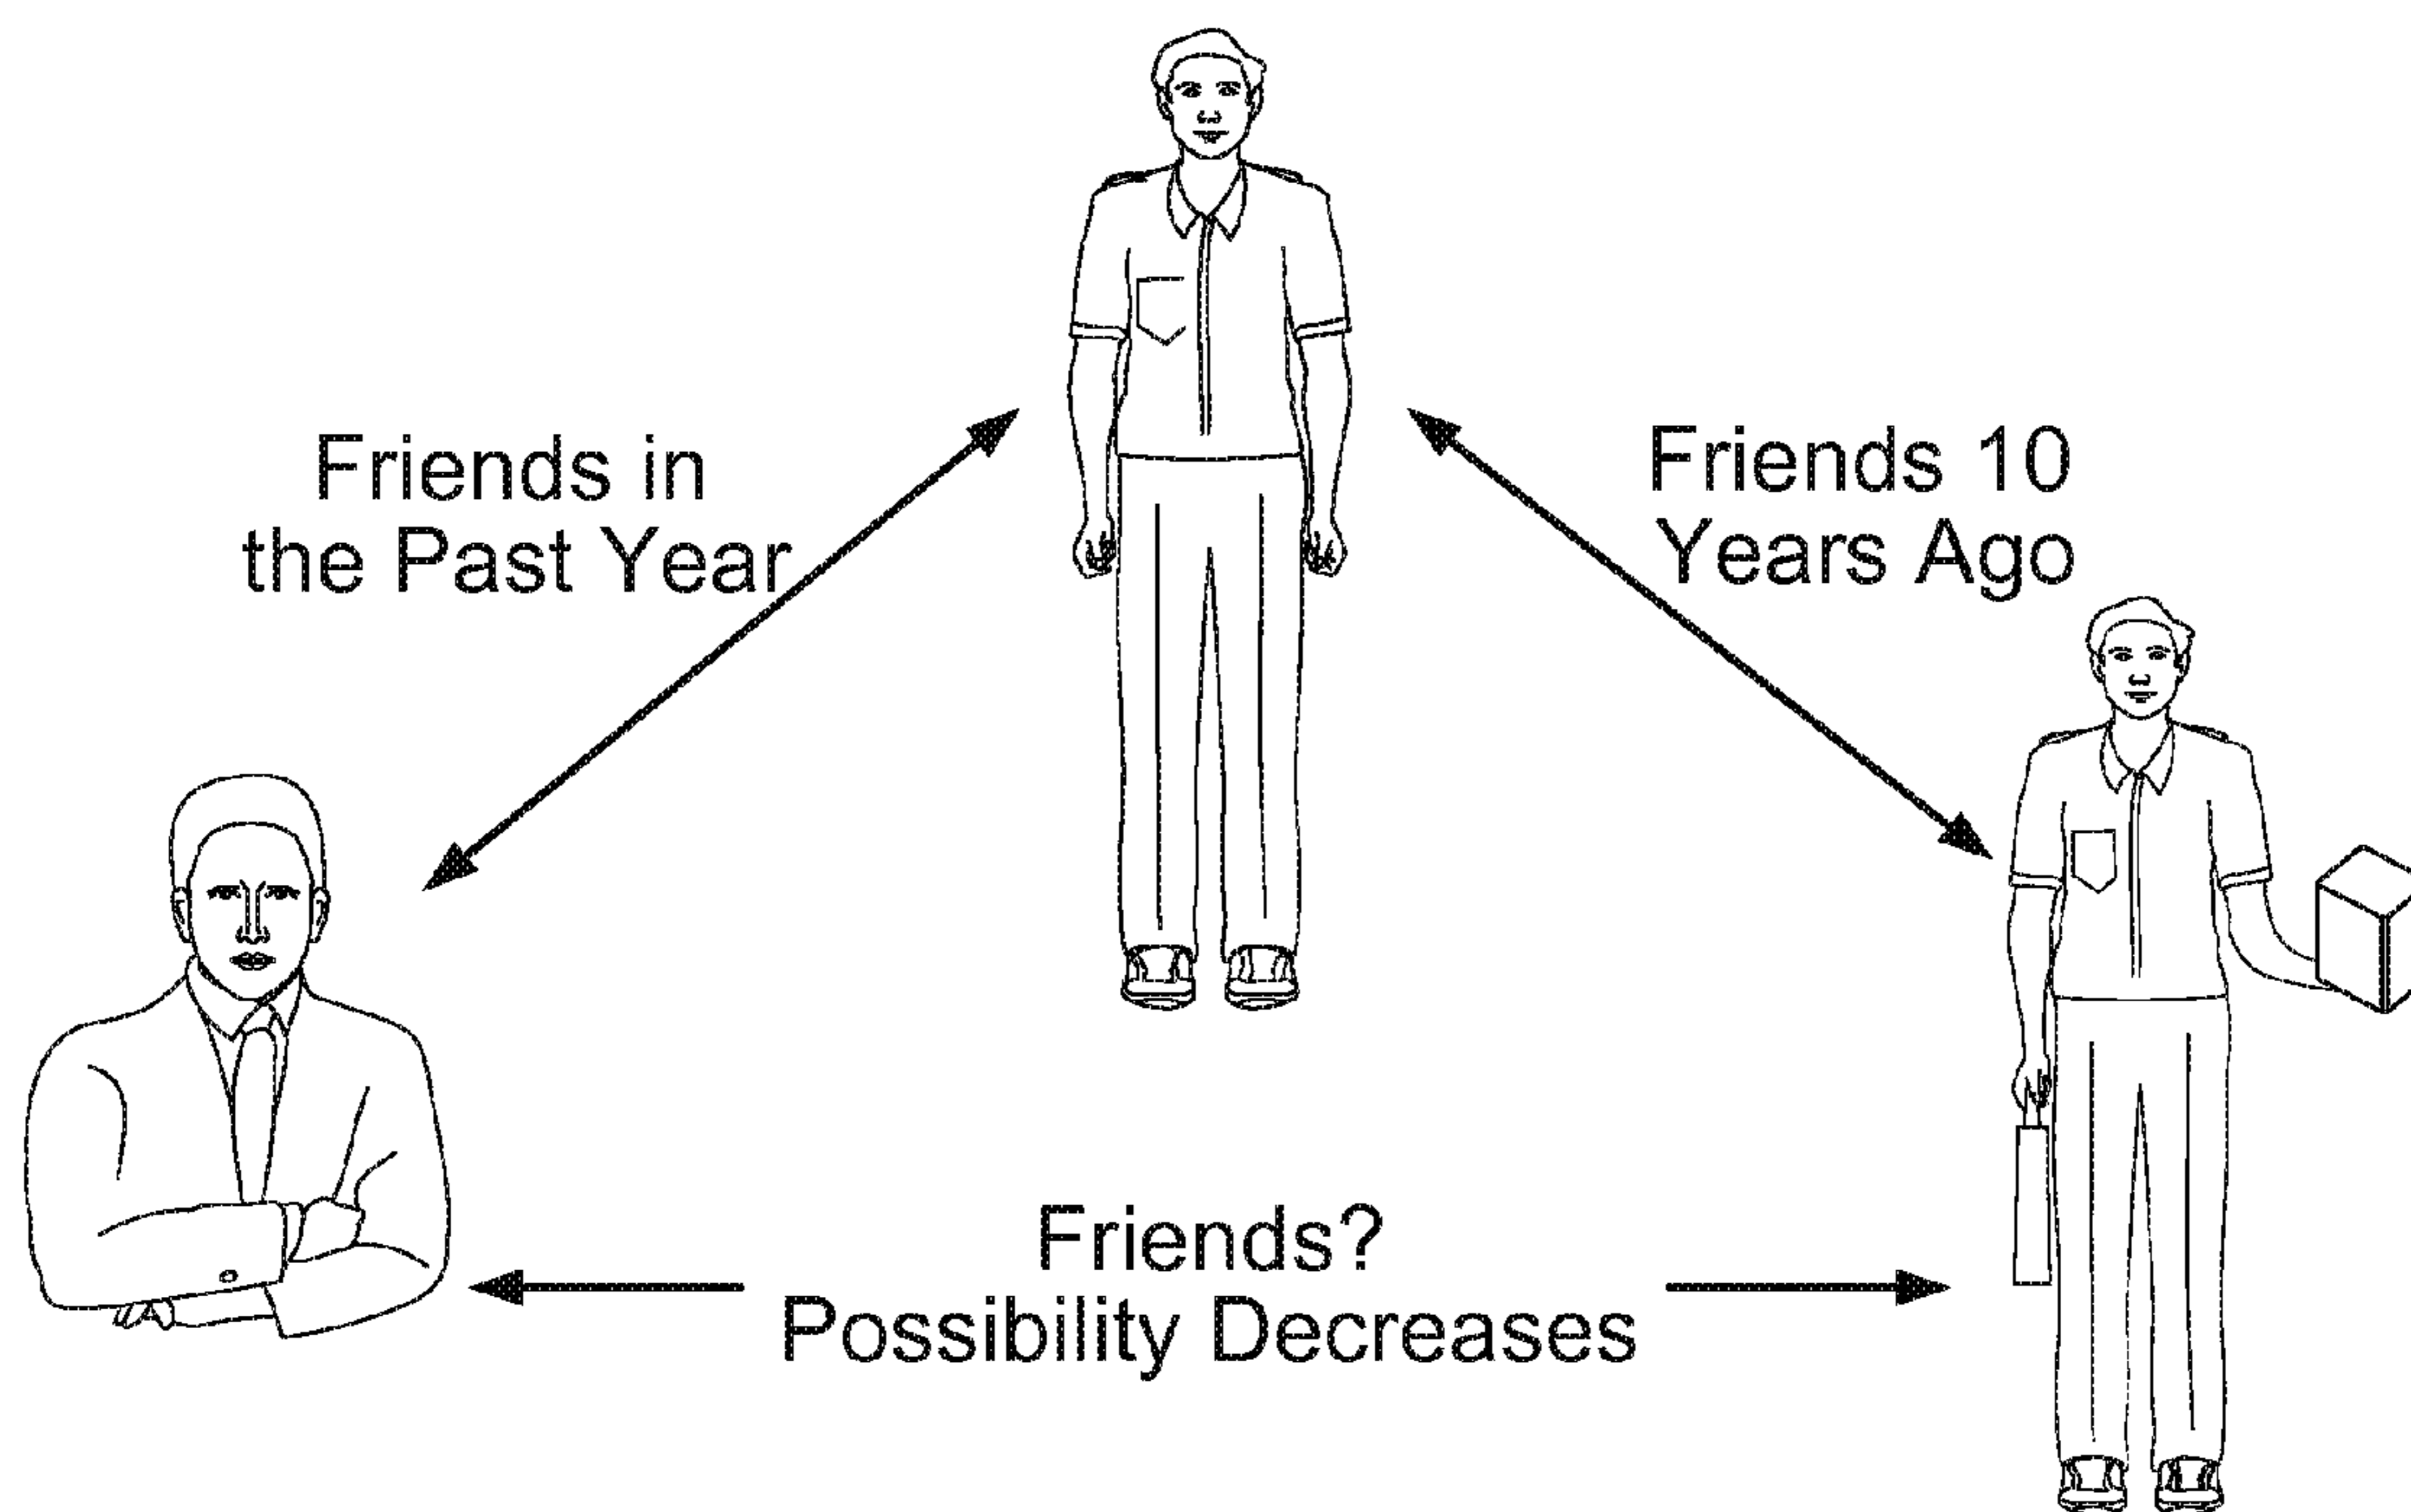 Friends in
the Past Year
Friends 10
Years Ago
Friends?
Possibility Decreases